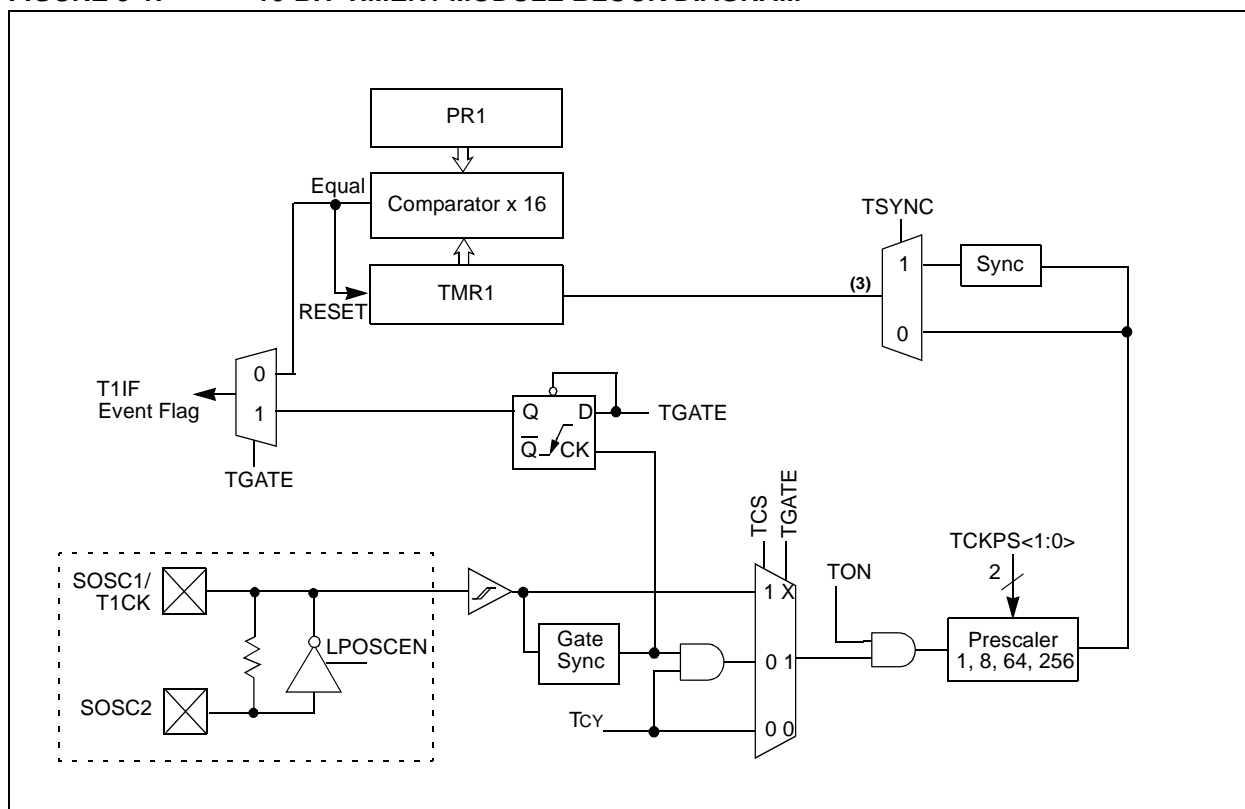 PR1
Equal
Comparator x 16
TSYNC
1
Sync
(3)
TMR1
RESET
0
0
T1IF
Event Flag
1
Q
D
TGATE
Q
CK
TGATE
TCS
TGATE
TCKPS<1:0>
2
TON
SOSC1/
T1CK
1 X
Prescaler
1, 8, 64, 256
Gate
Sync
0 1
LPOSCEN
SOSC2
TCY
0 0